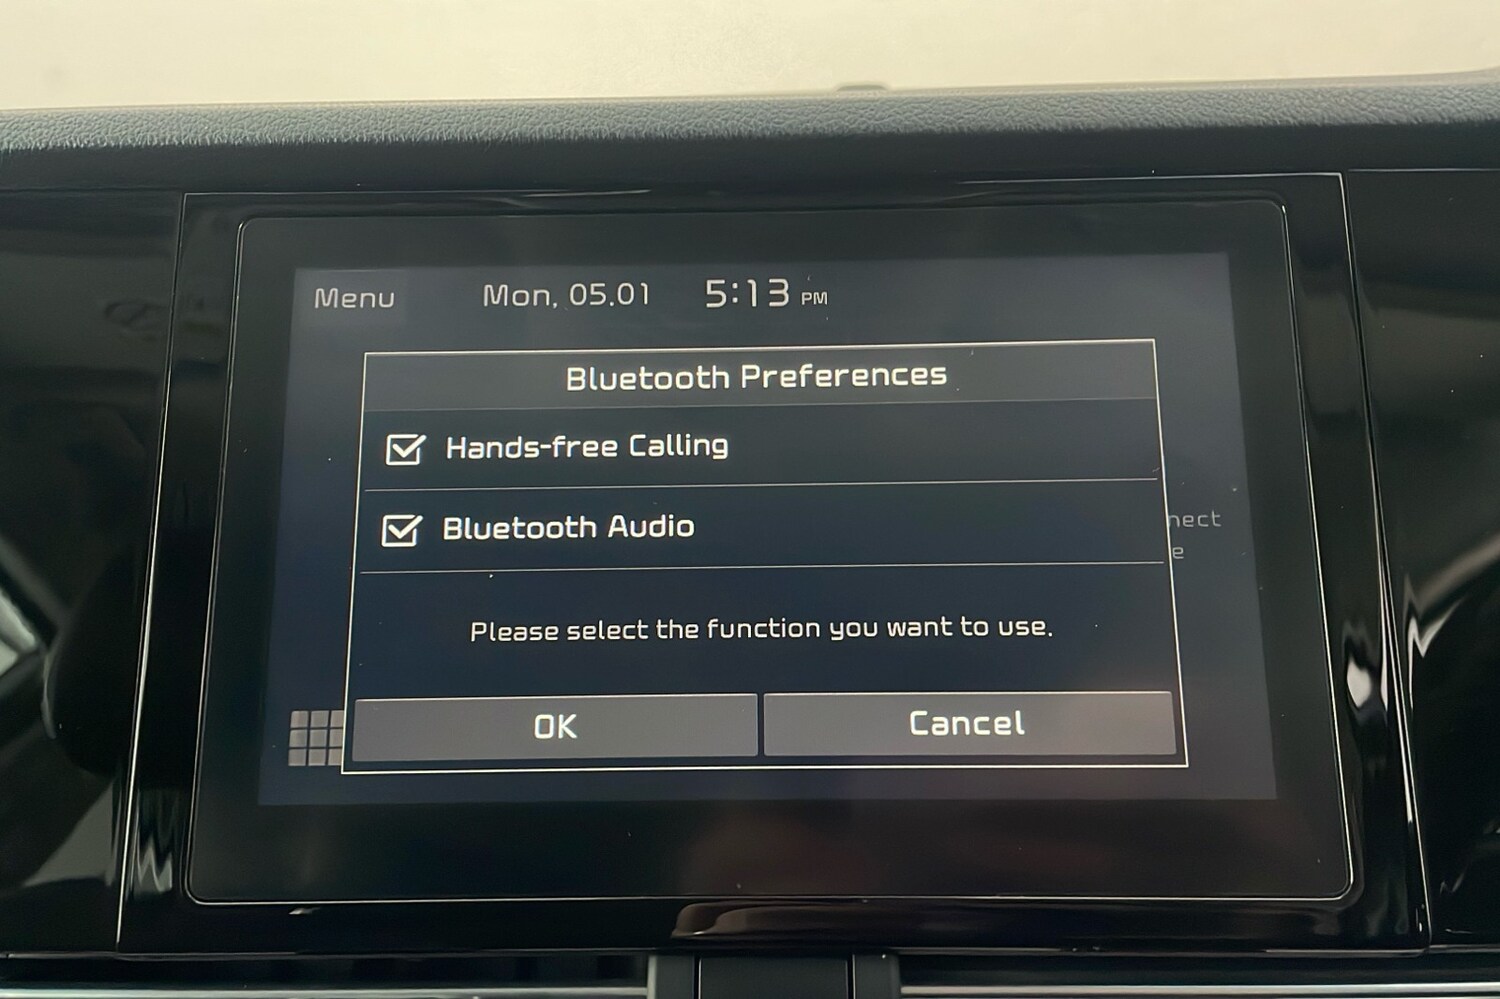 Menu Mon, 05.01 5:13 PM
Bluetooth Preferences
Hands-free Calling
Bluetooth Audio
nect
e
Please select the function you want to use.
OK Cancel